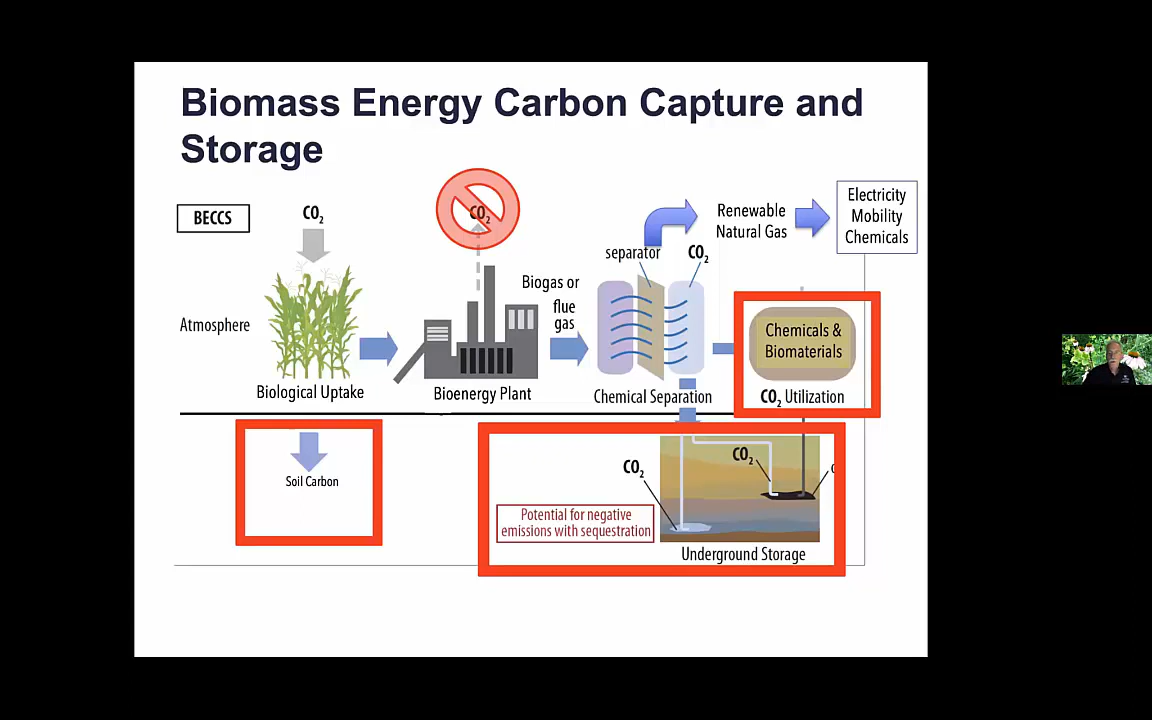 Biomass Energy Carbon Capture and
Storage
BECCS
CO₂
CO₂
Renewable
Natural Gas
Electricity
Mobility
Chemicals
separator
CO₂
Biogas or
flue
gas
Atmosphere
Chemicals &
Biomaterials
Biological Uptake
Bioenergy Plant
Chemical Separation
CO₂ Utilization
Soil Carbon
CO₂
CO₂
Potential for negative
emissions with sequestration
Underground Storage